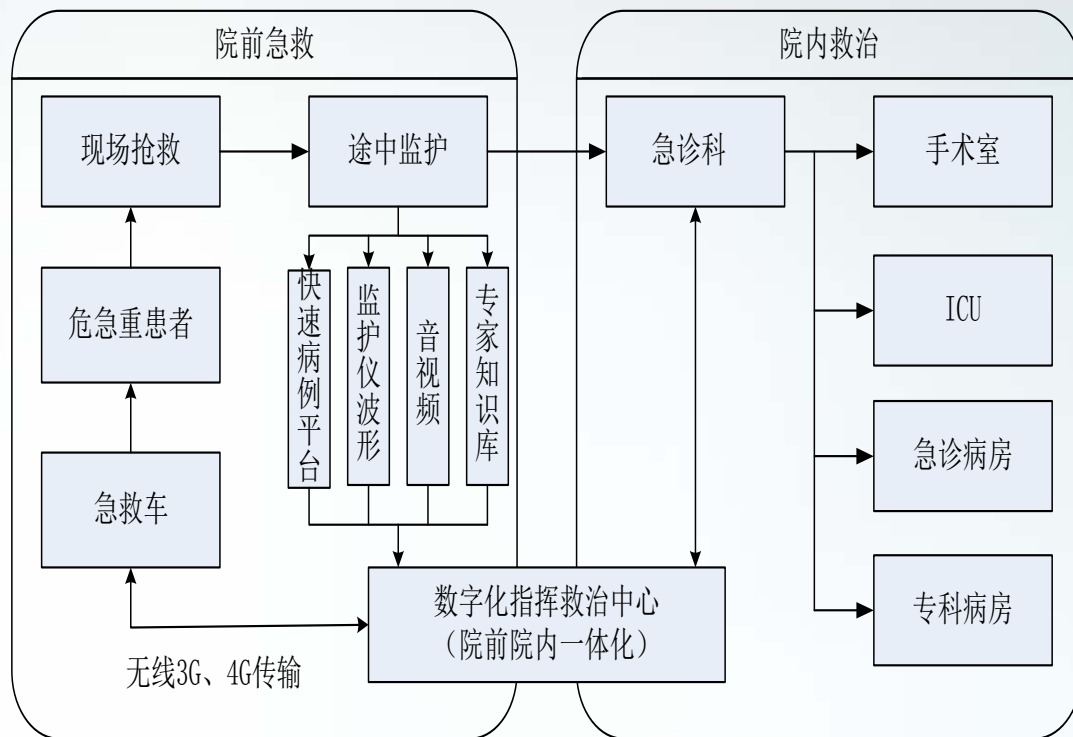 院前急救
院内救治
现场抢救
途中监护
急诊科
手术室
危急重患者
快速病例平台
监护仪波形
音视频
专家知识库
ICU
急救车
急诊病房
数字化指挥救治中心
（院前院内一体化）
专科病房
无线3G、4G传输